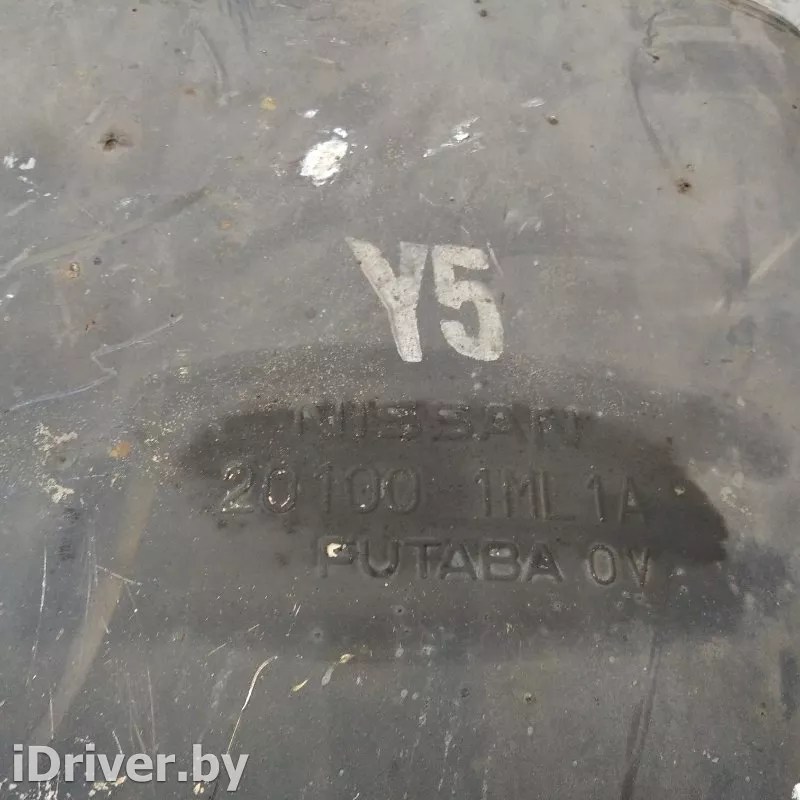 Y5
NISSAN
20100 1ML1A
FUTABA 0V
iDriver.by